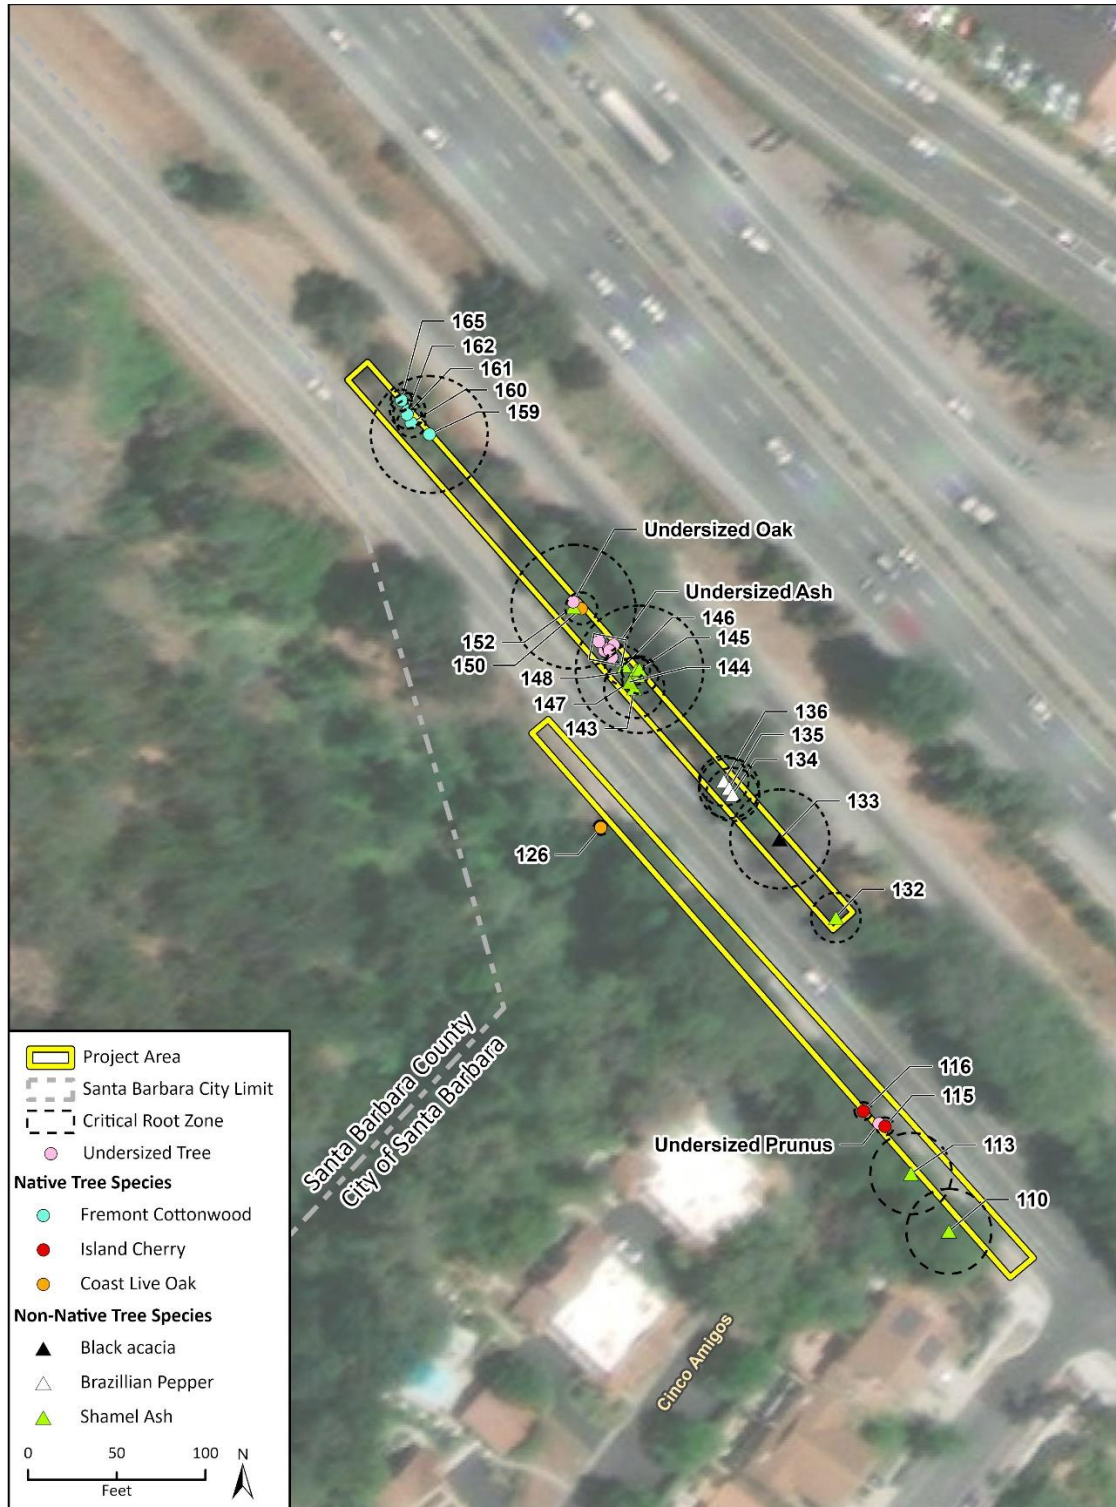 165
162
161
160
159
Undersized Oak
Undersized Ash
146
145
152
150
144
148
147
143
136
135
134
133
126
132
116
115
Undersized Prunus
113
110
Santa Barbara County
City of Santa Barbara
Cinco Amigos
Project Area
Santa Barbara City Limit
Critical Root Zone
Undersized Tree
Native Tree Species
Fremont Cottonwood
Island Cherry
Coast Live Oak
Non-Native Tree Species
Black acacia
Brazillian Pepper
Shamel Ash
0 50 100 N
Feet